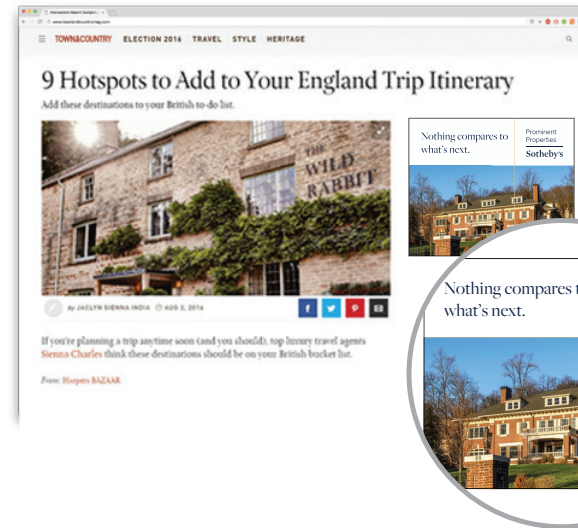 www.townandcountrymag.com
TOWN&COUNTRY ELECTION 2016 TRAVEL STYLE HERITAGE
9 Hotspots to Add to Your England Trip Itinerary
Add these destinations to your British to-do list.
THE
WILD
RABBIT
By JACLYN SIENNA INDIA AUG 2, 2016
If you're planning a trip anytime soon (and you should), top luxury travel agents
Sienna Charles think these destinations should be on your British bucket list.
From: Harpers BAZAAR
Nothing compares to
what's next.
Prominent
Properties
Sotheby's
Nothing compares t
what's next.